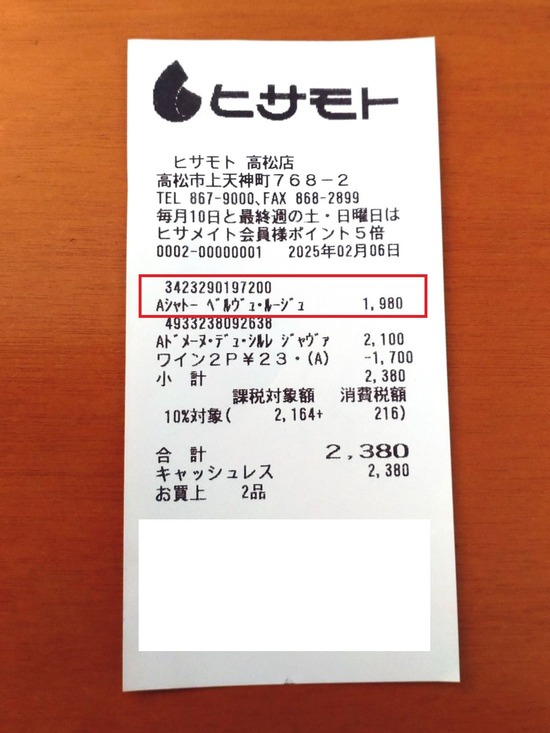 ヒサモト
ヒサモト 高松店
高松市上天神町768-2
TEL 867-9000、FAX 868-2899
毎月10日と最終週の土・日曜日は
ヒサメイト会員様ポイント5倍
0002-00000001 2025年02月06日
3423290197200
Aシャトー ベルヴュ・ルージュ 1,980
4933238092638
Aドメーヌ・デュ・シルレ ジャヴァ 2,100
ワイン2P¥23・(A) -1,700
小 計 2,380
課税対象額 消費税額
10%対象( 2,164+ 216)
合 計 2,380
キャッシュレス 2,380
お買上 2品